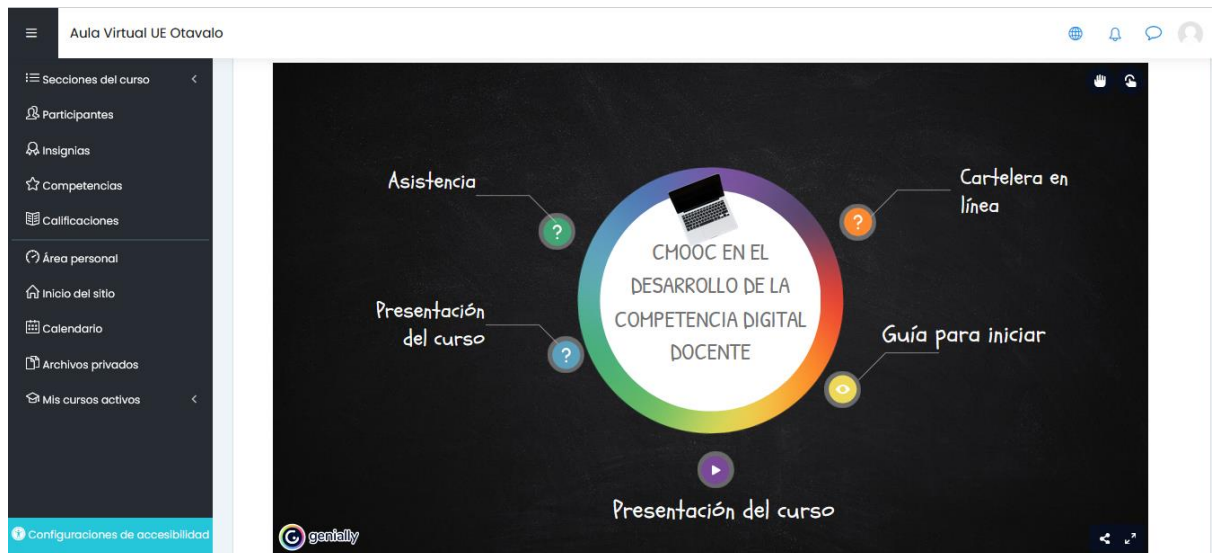 Aula Virtual UE Otavalo
Secciones del curso
Participantes
Insignias
Competencias
Calificaciones
Área personal
Inicio del sitio
Calendario
Archivos privados
Mis cursos activos
Configuraciones de accesibilidad
Asistencia
?
Cartelera en
línea
?
CMOOC EN EL
DESARROLLO DE LA
COMPETENCIA DIGITAL
DOCENTE
Presentación
del curso
?
Guía para iniciar
Presentación del curso
genially